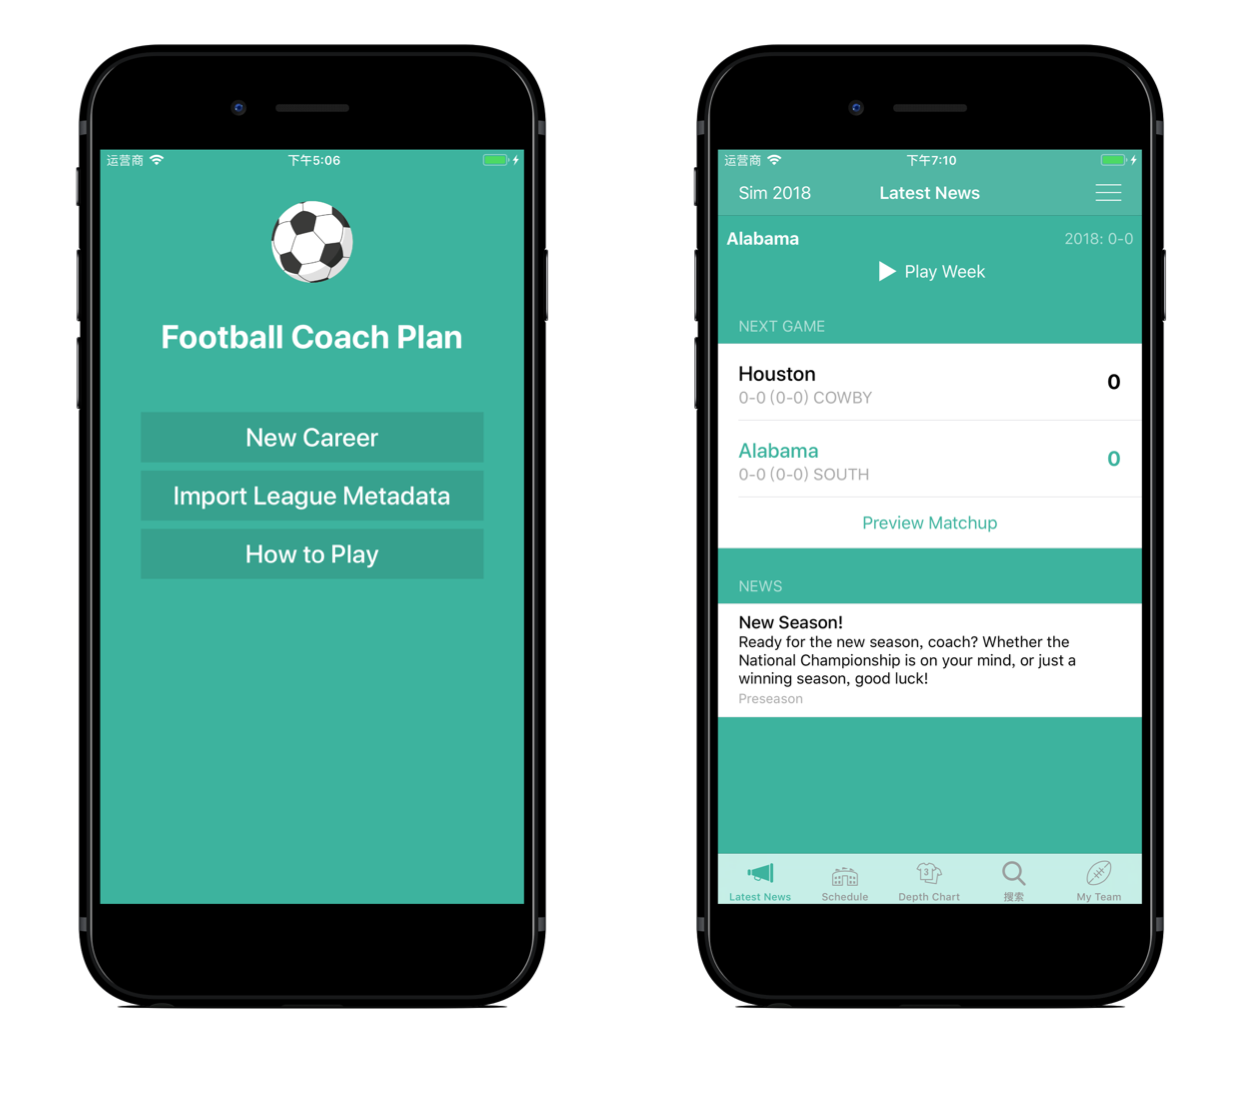 运营商
下午5:06
Football Coach Plan
New Career
Import League Metadata
How to Play
运营商
下午7:10
Sim 2018
Latest News
Alabama
2018: 0-0
Play Week
NEXT GAME
Houston
0
0-0 (0-0) COWBY
Alabama
0
0-0 (0-0) SOUTH
Preview Matchup
NEWS
New Season!
Ready for the new season, coach? Whether the
National Championship is on your mind, or just a
winning season, good luck!
Preseason
3
Latest News
Schedule
Depth Chart
搜索
My Team